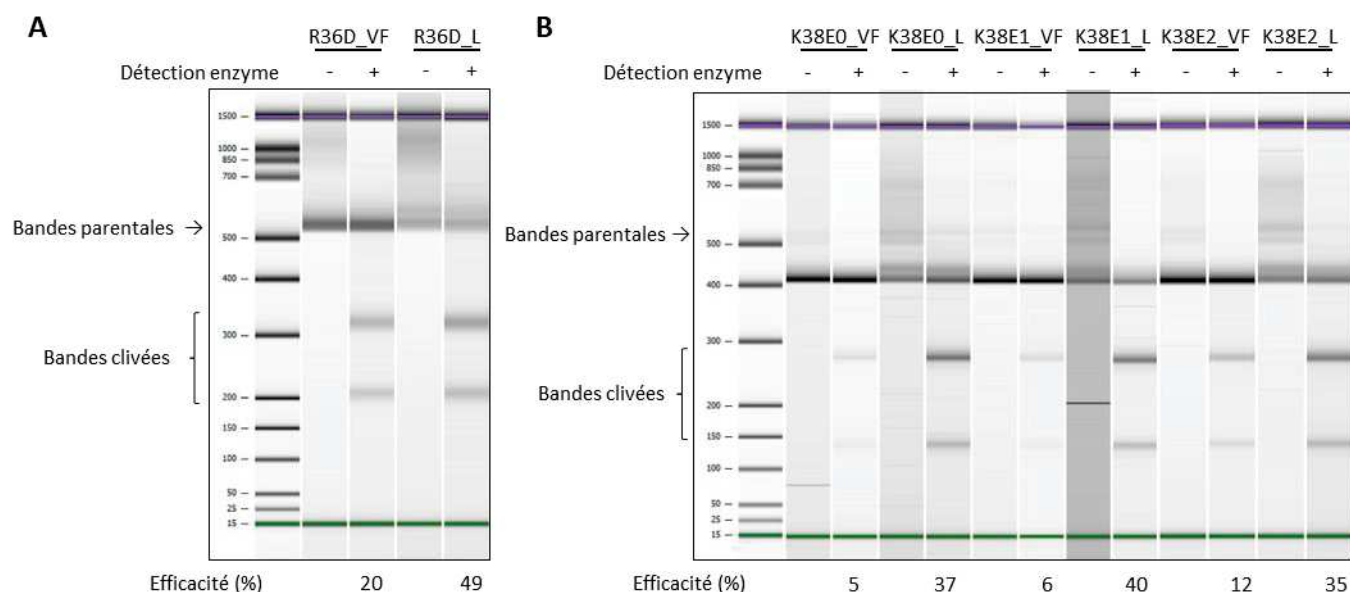 A
R36D_VF R36D_L
Détection enzyme - + - +
1500
1000
850
700
Bandes parentales →
500
400
300
Bandes clivées
200
150
100
50
25
15
Efficacité (%) 20 49
B
K38E0_VF K38E0_L K38E1_VF K38E1_L K38E2_VF K38E2_L
Détection enzyme - + - + - + - + - + - +
1500
1000
850
700
Bandes parentales →
500
400
300
Bandes clivées
200
150
100
50
25
15
Efficacité (%) 5 37 6 40 12 35